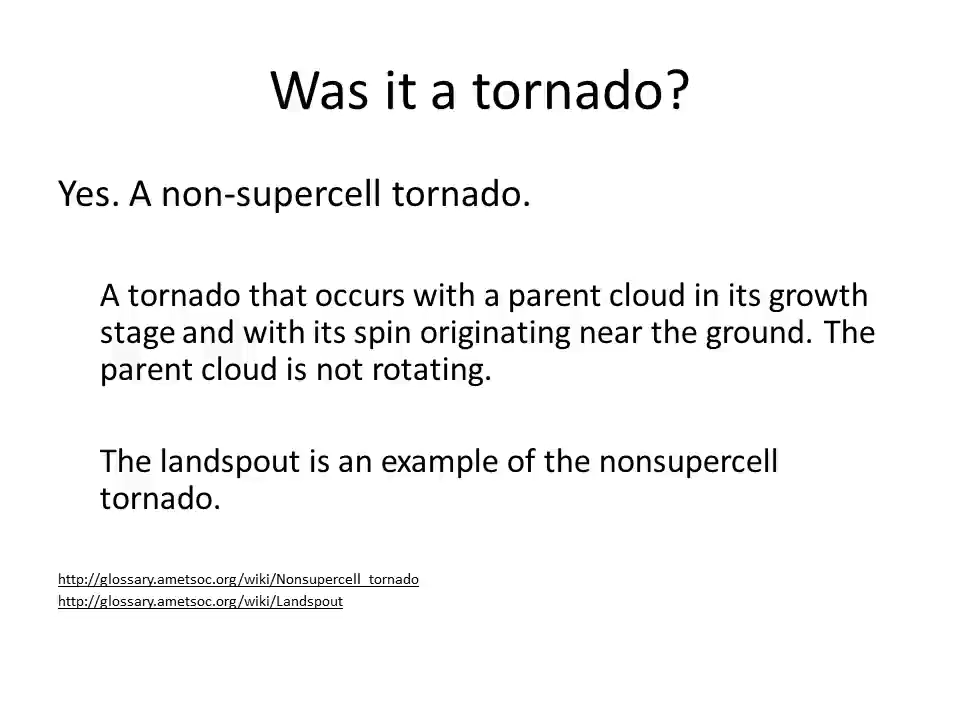 Was it a tornado?
Yes. A non-supercell tornado.
A tornado that occurs with a parent cloud in its growth
stage and with its spin originating near the ground. The
parent cloud is not rotating.
The landspout is an example of the nonsupercell
tornado.
http://glossary.ametsoc.org/wiki/Nonsupercell_tornado
http://glossary.ametsoc.org/wiki/Landspout